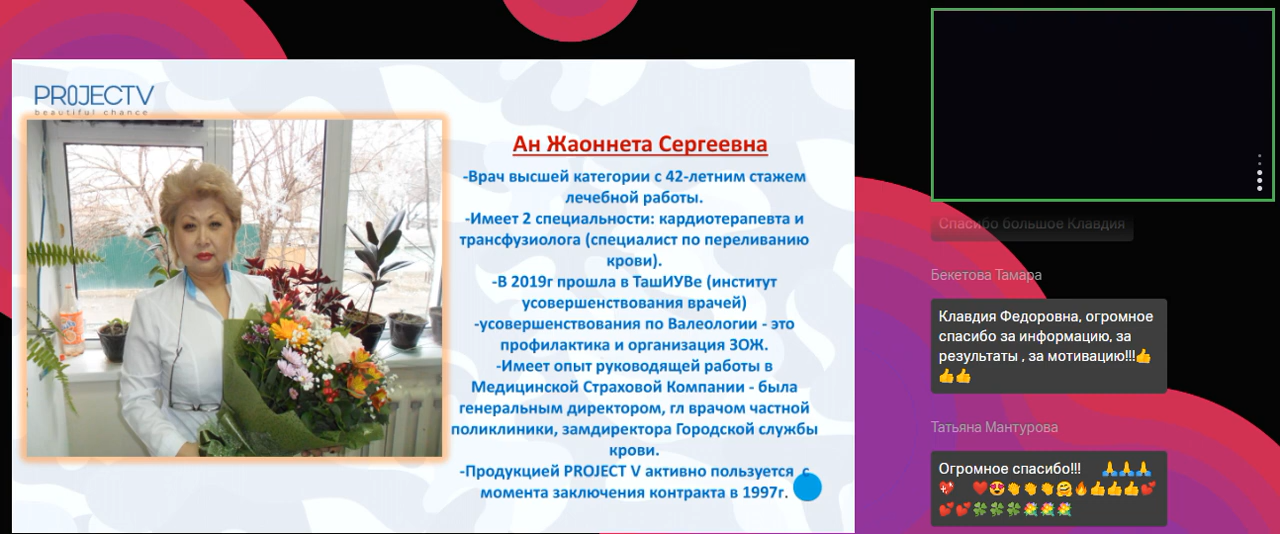 PROJECTV
beautiful chance
Ан Жаоннета Сергеевна
-Врач высшей категории с 42-летним стажем
лечебной работы.
-Имеет 2 специальности: кардиотерапевта и
трансфузиолога (специалист по переливанию
крови).
-В 2019г прошла в ТашИУВе (институт
усовершенствования врачей)
-усовершенствования по Валеологии - это
профилактика и организация ЗОЖ.
-Имеет опыт руководящей работы в
Медицинской Страховой Компании - была
генеральным директором, гл врачом частной
поликлиники, замдиректора Городской службы
крови.
-Продукцией PROJECT V активно пользуется с
момента заключения контракта в 1997г.
Спасибо большое Клавдия
Бекетова Тамара
Клавдия Федоровна, огромное
спасибо за информацию, за
результаты , за мотивацию!!!👍
👍👍
Татьяна Мантурова
Огромное спасибо!!! 🙏🙏🙏
💖 ❤️😍👏👏👏🤗🔥👍👍👍💕
💕💕🍀🍀🍀💐💐💐